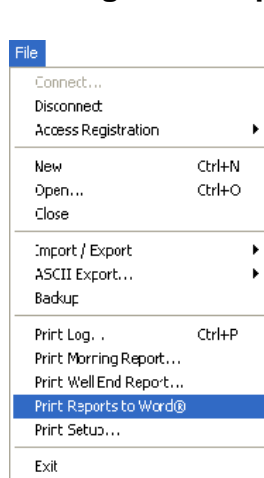 File
Connect...
Disconnect
Access Registration
New Ctrl+N
Open... Ctrl+O
Close
Import / Export
ASCII Export...
Backup
Print Log... Ctrl+P
Print Morning Report...
Print Well End Report...
Print Reports to Word®
Print Setup...
Exit